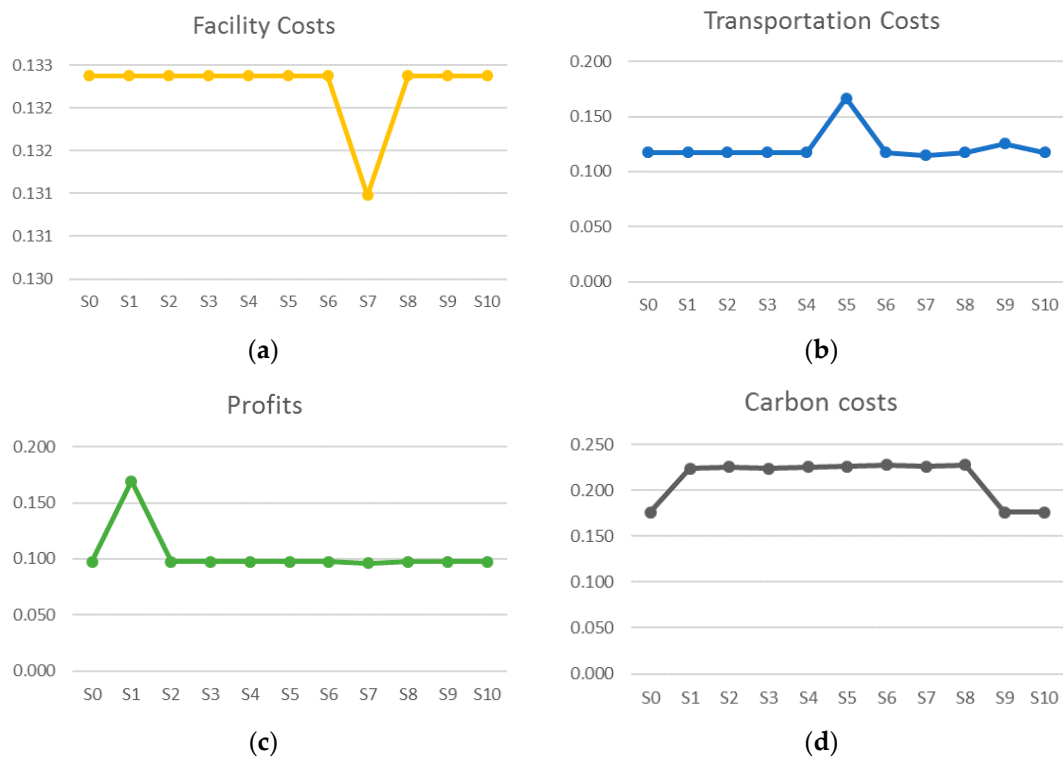 Facility Costs
0.133
0.132
0.132
0.131
0.131
0.130
S0 S1 S2 S3 S4 S5 S6 S7 S8 S9 S10
(a)
Transportation Costs
0.200
0.150
0.100
0.050
0.000
S0 S1 S2 S3 S4 S5 S6 S7 S8 S9 S10
(b)
Profits
0.200
0.150
0.100
0.050
0.000
S0 S1 S2 S3 S4 S5 S6 S7 S8 S9 S10
(c)
Carbon costs
0.250
0.200
0.150
0.100
0.050
0.000
S0 S1 S2 S3 S4 S5 S6 S7 S8 S9 S10
(d)